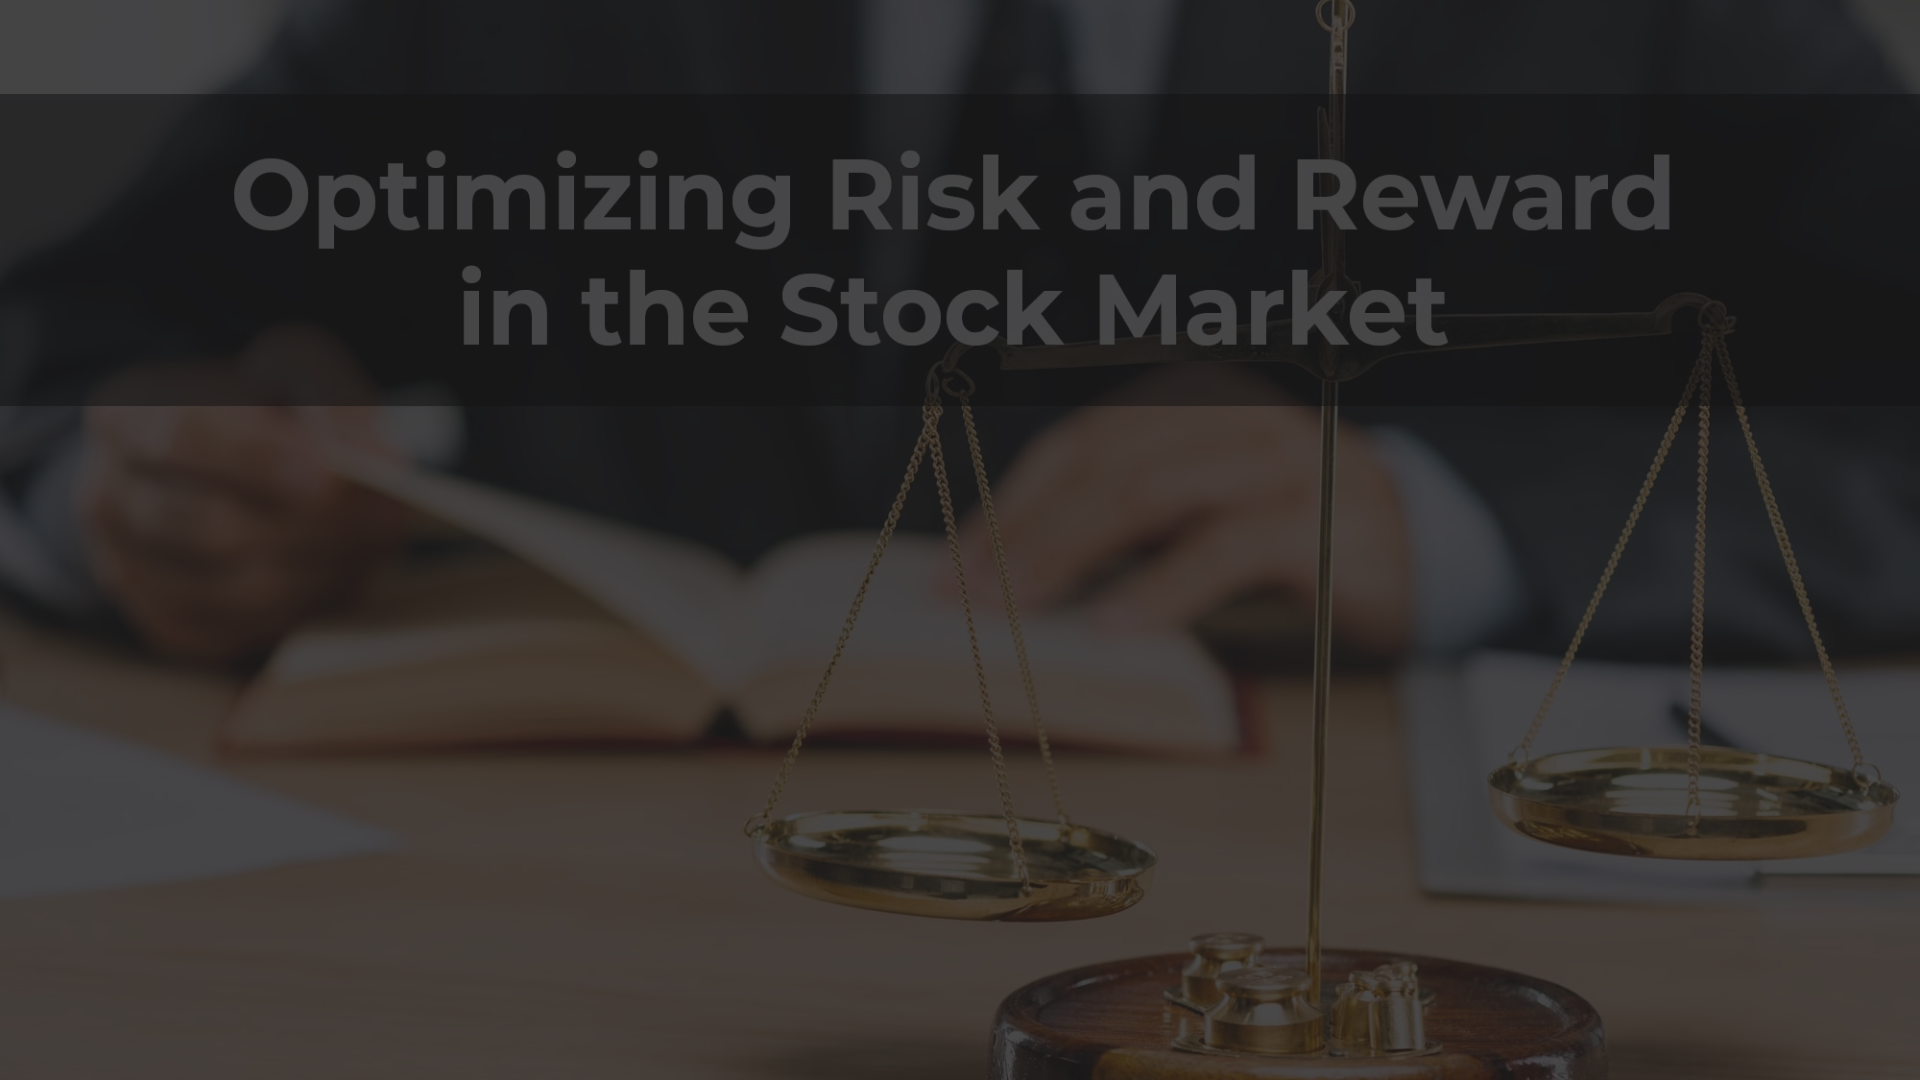 Optimizing Risk and Reward
in the Stock Market